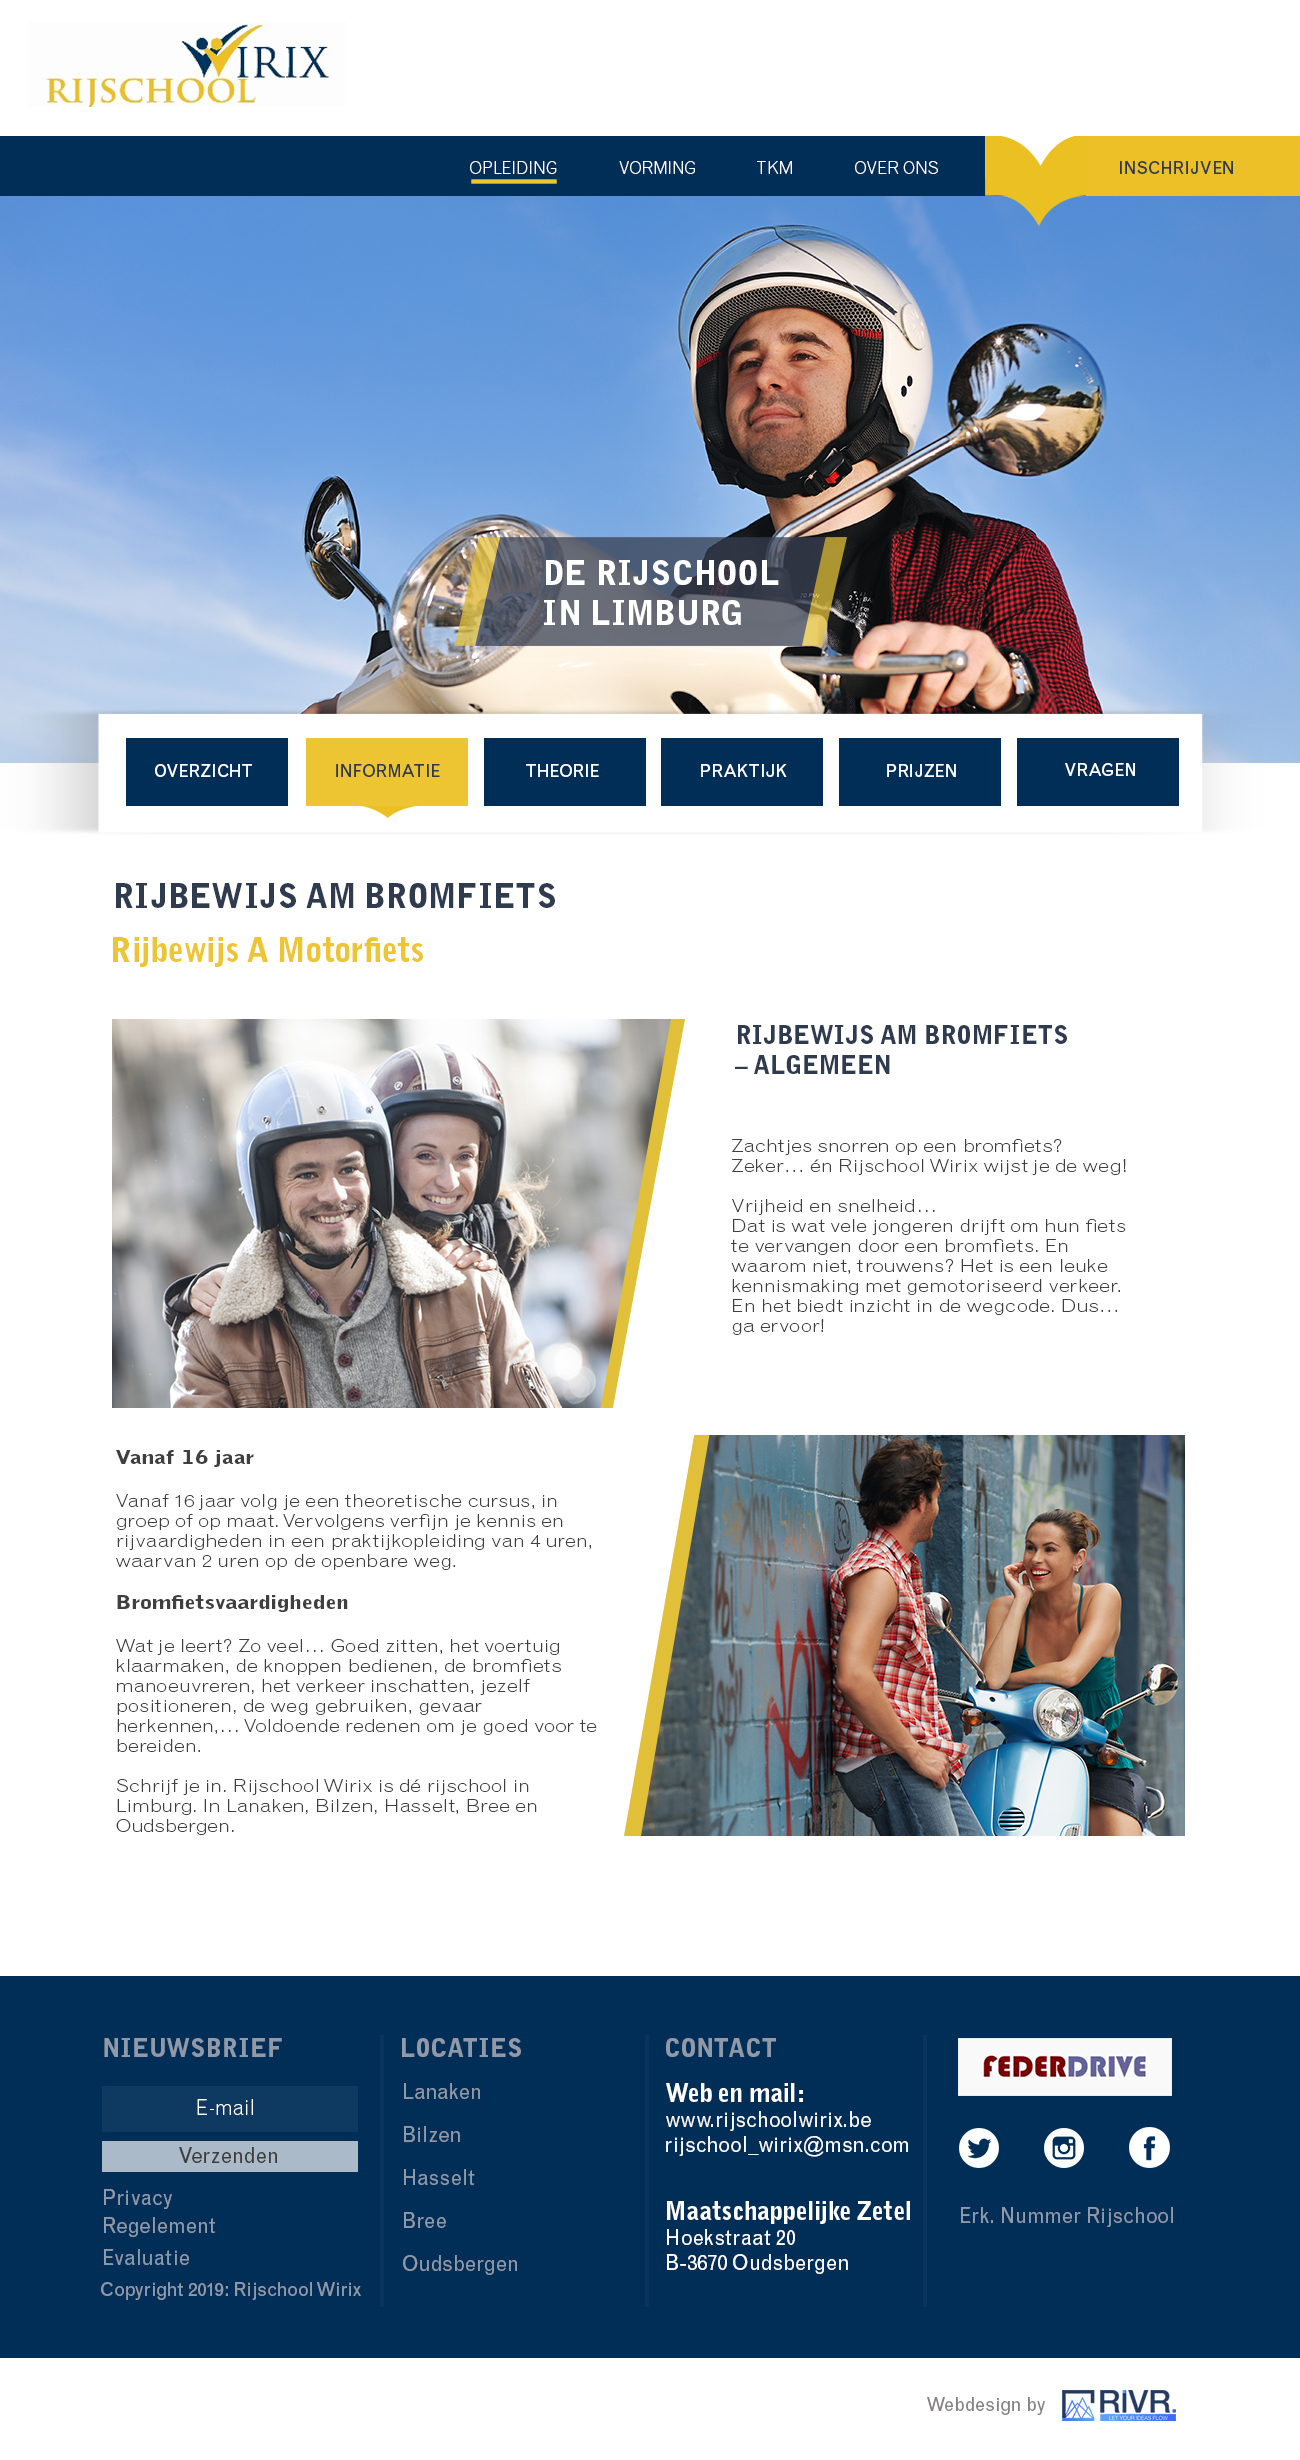 WIRIX
RIJSCHOOL
OPLEIDING
VORMING
TKM
OVER ONS
INSCHRIJVEN
DE RIJSCHOOL
IN LIMBURG
OVERZICHT
INFORMATIE
THEORIE
PRAKTIJK
PRIJZEN
VRAGEN
RIJBEWIJS AM BROMFIETS
Rijbewijs A Motorfiets
RIJBEWIJS AM BROMFIETS
– ALGEMEEN
Zachtjes snorren op een bromfiets?
Zeker... én Rijschool Wirix wijst je de weg!
Vrijheid en snelheid...
Dat is wat vele jongeren drijft om hun fiets
te vervangen door een bromfiets. En
waarom niet, trouwens? Het is een leuke
kennismaking met gemotoriseerd verkeer.
En het biedt inzicht in de wegcode. Dus...
ga ervoor!
Vanaf 16 jaar
Vanaf 16 jaar volg je een theoretische cursus, in
groep of op maat. Vervolgens verfijn je kennis en
rijvaardigheden in een praktijkopleiding van 4 uren,
waarvan 2 uren op de openbare weg.
Bromfietsvaardigheden
Wat je leert? Zo veel... Goed zitten, het voertuig
klaarmaken, de knoppen bedienen, de bromfiets
manoeuvreren, het verkeer inschatten, jezelf
positioneren, de weg gebruiken, gevaar
herkennen,... Voldoende redenen om je goed voor te
bereiden.
Schrijf je in. Rijschool Wirix is dé rijschool in
Limburg. In Lanaken, Bilzen, Hasselt, Bree en
Oudsbergen.
NIEUWSBRIEF
E-mail
Verzenden
Privacy
Regelement
Evaluatie
Copyright 2019: Rijschool Wirix
LOCATIES
Lanaken
Bilzen
Hasselt
Bree
Oudsbergen
CONTACT
Web en mail:
www.rijschoolwirix.be
rijschool_wirix@msn.com
Maatschappelijke Zetel
Hoekstraat 20
B-3670 Oudsbergen
FEDERDRIVE
Erk. Nummer Rijschool
Webdesign by
RIVR.
LET YOUR IDEAS FLOW